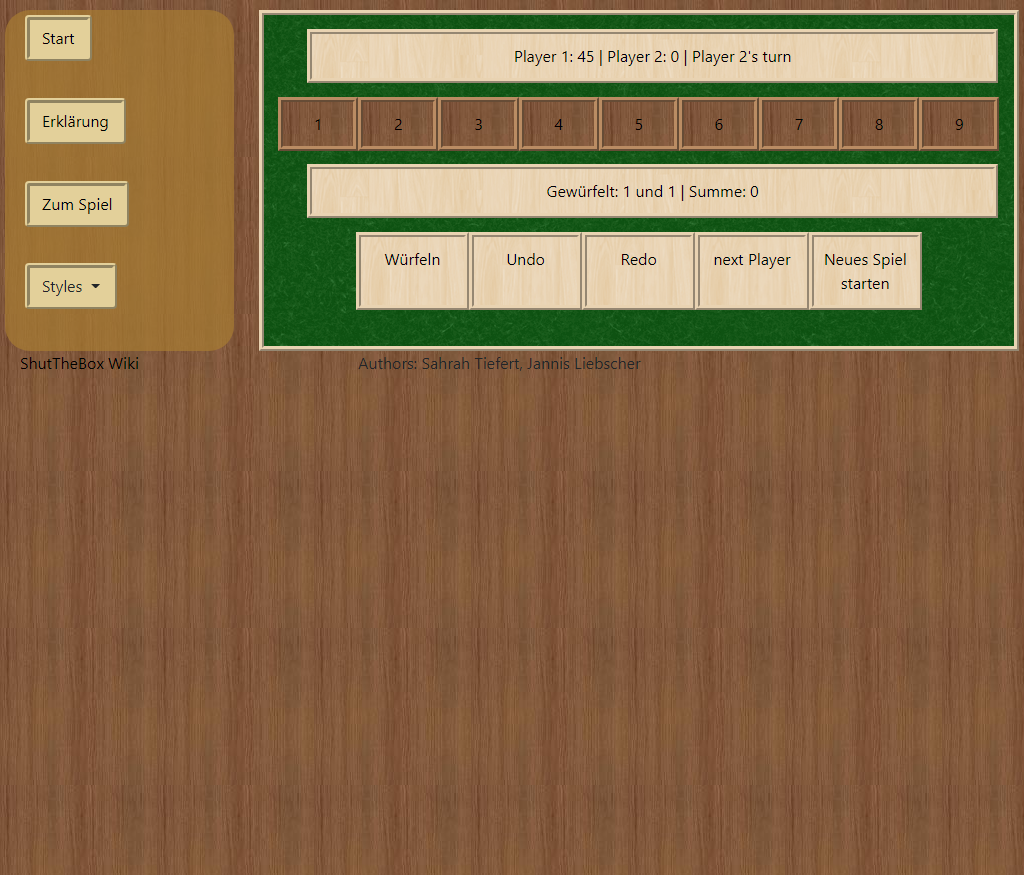 Start
Erklärung
Zum Spiel
Styles
Player 1: 45 | Player 2: 0 | Player 2's turn
1 2 3 4 5 6 7 8 9
Gewürfelt: 1 und 1 | Summe: 0
Würfeln
Undo
Redo
next Player
Neues Spiel
starten
ShutTheBox Wiki
Authors: Sahrah Tiefert, Jannis Liebscher